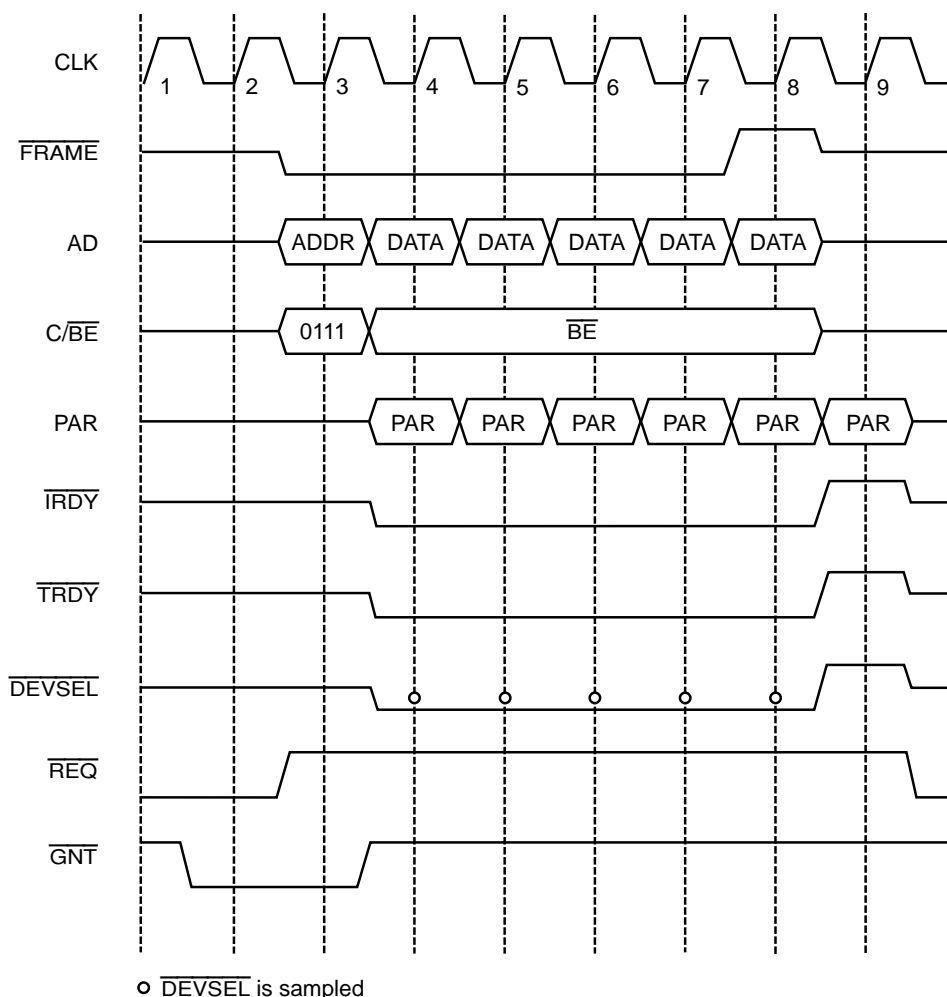 CLK
1 2 3 4 5 6 7 8 9
FRAME
AD
ADDR DATA DATA DATA DATA DATA
C/BE
0111 BE
PAR
PAR PAR PAR PAR PAR PAR
IRDY
TRDY
DEVSEL
REQ
GNT
DEVSEL is sampled